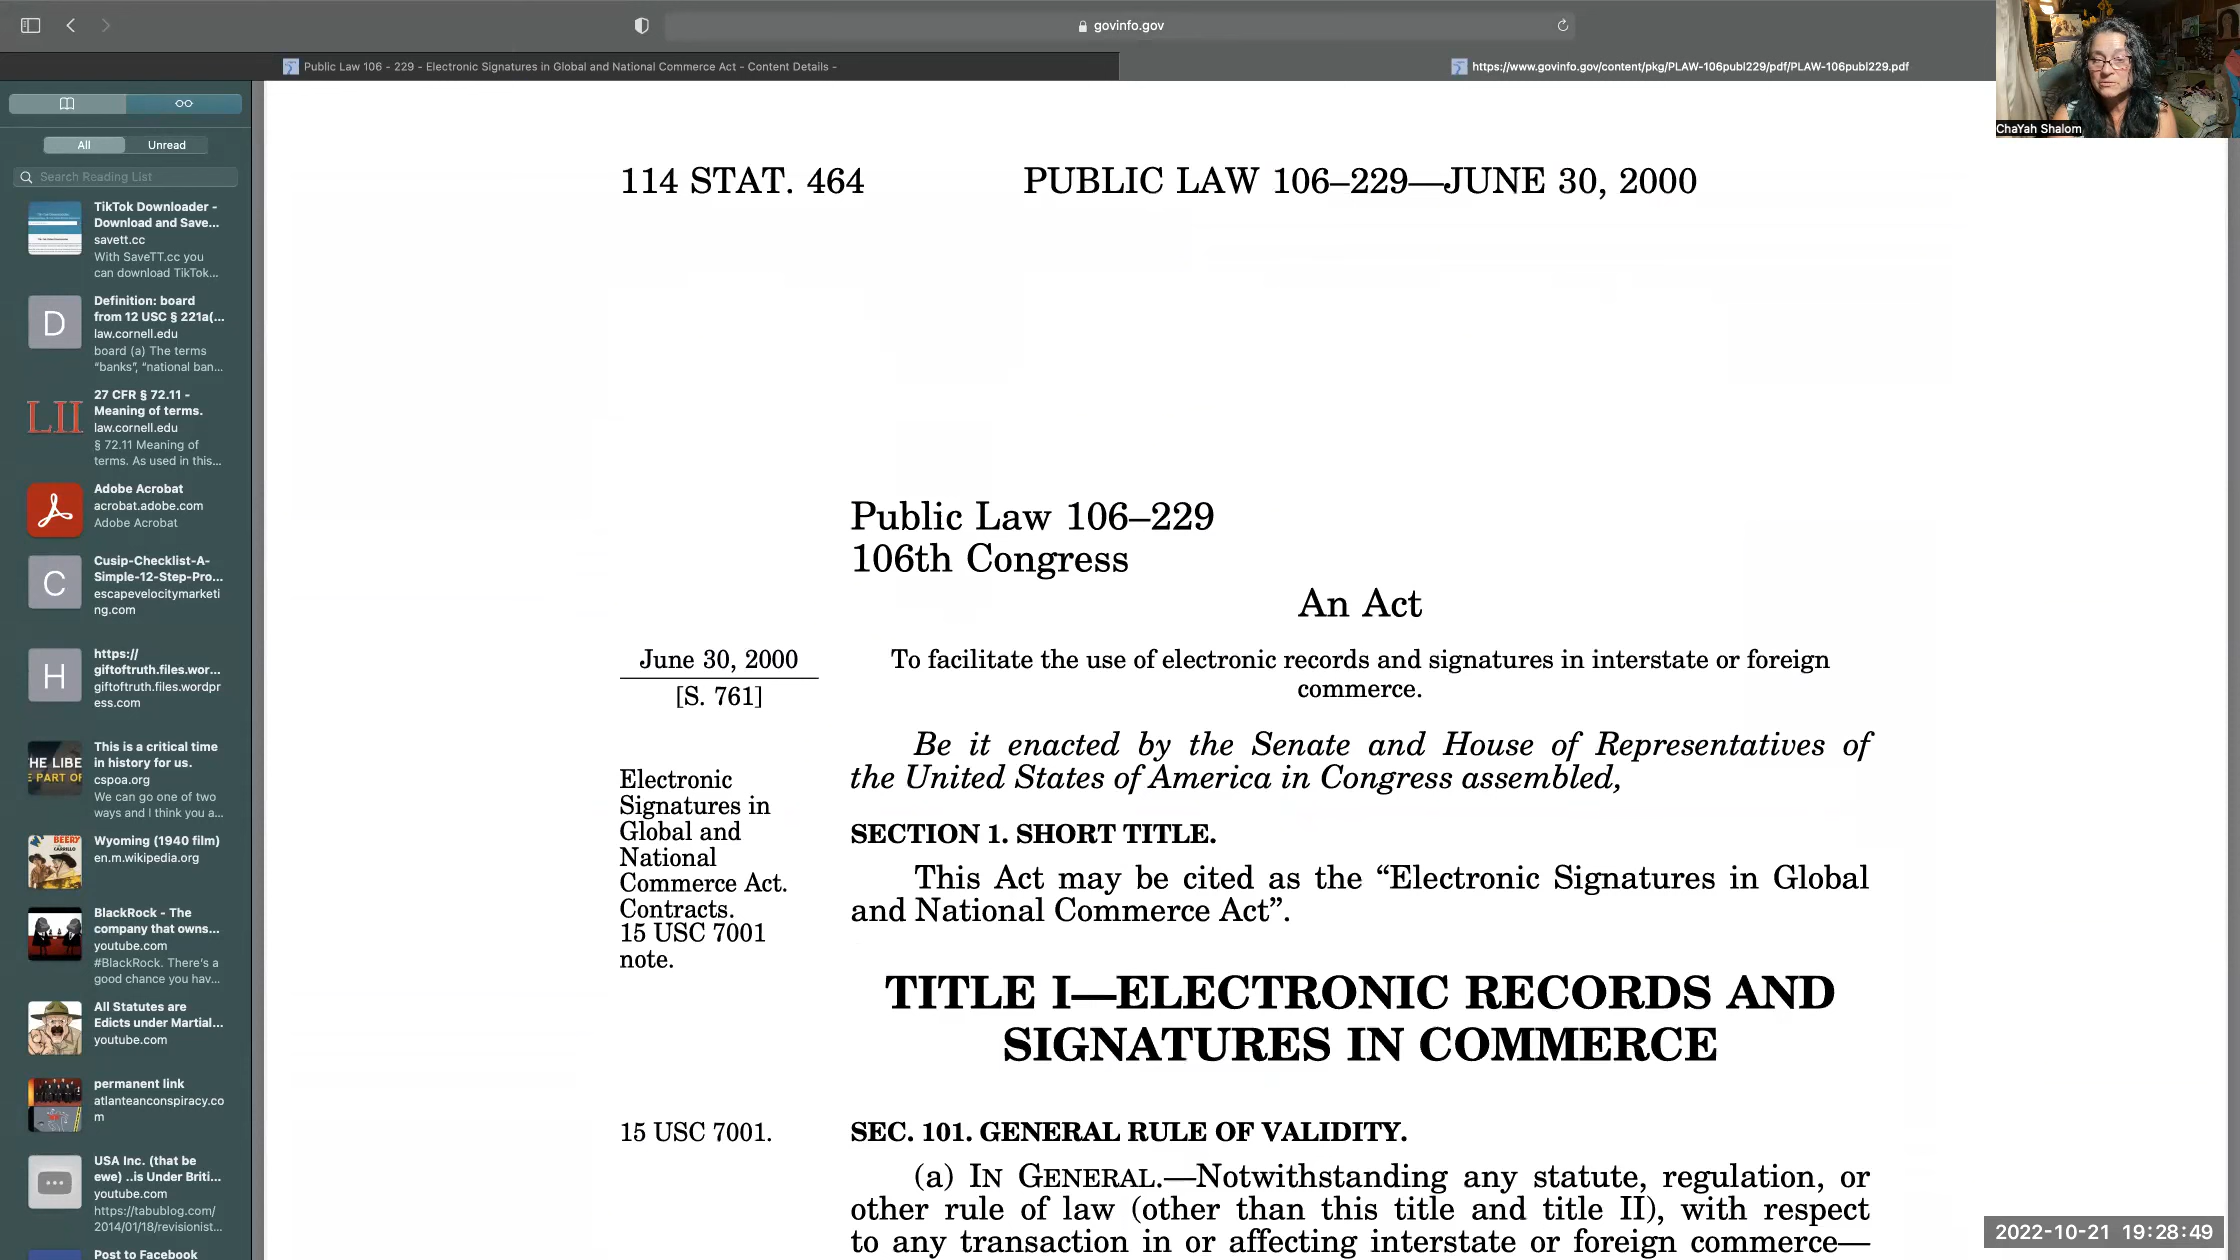 govinfo.gov
Public Law 106 - 229 - Electronic Signatures in Global and National Commerce Act - Content Details -
https://www.govinfo.gov/content/pkg/PLAW-106publ229/pdf/PLAW-106publ229.pdf
ChaYah Shalom
All
Unread
Search Reading List
TikTok Downloader -
Download and Save...
savett.cc
With SaveTT.cc you
can download TikTok...
D
Definition: board
from 12 USC § 221a(...
law.cornell.edu
board (a) The terms
“banks”, “national ban...
LII
27 CFR § 72.11 -
Meaning of terms.
law.cornell.edu
§ 72.11 Meaning of
terms. As used in this...
Adobe Acrobat
acrobat.adobe.com
Adobe Acrobat
C
Cusip-Checklist-A-
Simple-12-Step-Pro...
escapevelocitymarketi
ng.com
H
https://
giftoftruth.files.wor...
giftoftruth.files.wordpr
ess.com
HE LIBE
E PART OF
This is a critical time
in history for us.
cspoa.org
We can go one of two
ways and I think you a...
BEERY
Wyoming (1940 film)
en.m.wikipedia.org
BlackRock - The
company that owns...
youtube.com
#BlackRock. There's a
good chance you hav...
All Statutes are
Edicts under Martial...
youtube.com
permanent link
atlanteanconspiracy.co
m
USA Inc. (that be
ewe) ..is Under Briti...
youtube.com
https://tabublog.com/
2014/01/18/revisionist...
Post to Facebook
114 STAT. 464
PUBLIC LAW 106–229—JUNE 30, 2000
Public Law 106–229
106th Congress
An Act
June 30, 2000
[S. 761]
To facilitate the use of electronic records and signatures in interstate or foreign
commerce.
Be it enacted by the Senate and House of Representatives of
the United States of America in Congress assembled,
Electronic
Signatures in
Global and
National
Commerce Act.
Contracts.
15 USC 7001
note.
SECTION 1. SHORT TITLE.
This Act may be cited as the “Electronic Signatures in Global
and National Commerce Act”.
TITLE I—ELECTRONIC RECORDS AND
SIGNATURES IN COMMERCE
15 USC 7001.
SEC. 101. GENERAL RULE OF VALIDITY.
(a) IN GENERAL.—Notwithstanding any statute, regulation, or
other rule of law (other than this title and title II), with respect
to any transaction in or affecting interstate or foreign commerce—
2022-10-21 19:28:49